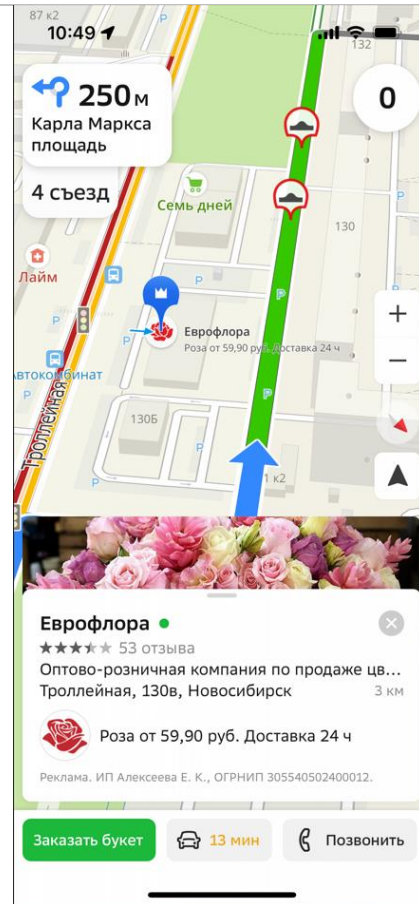 87 к2
10:49
132
250 м
Карла Маркса
площадь
0
4 съезд
P
Семь дней
130
P
Лайм
P
P
P
Еврофлора
Роза от 59,90 руб. Доставка 24 ч
P
Автокомбинат
P
P
130Б
Троллейная
P
1 к2
Еврофлора
53 отзыва
Оптово-розничная компания по продаже цв...
Троллейная, 130в, Новосибирск
3 км
Роза от 59,90 руб. Доставка 24 ч
Реклама. ИП Алексеева Е. К., ОГРНИП 305540502400012.
Заказать букет
13 мин
Позвонить